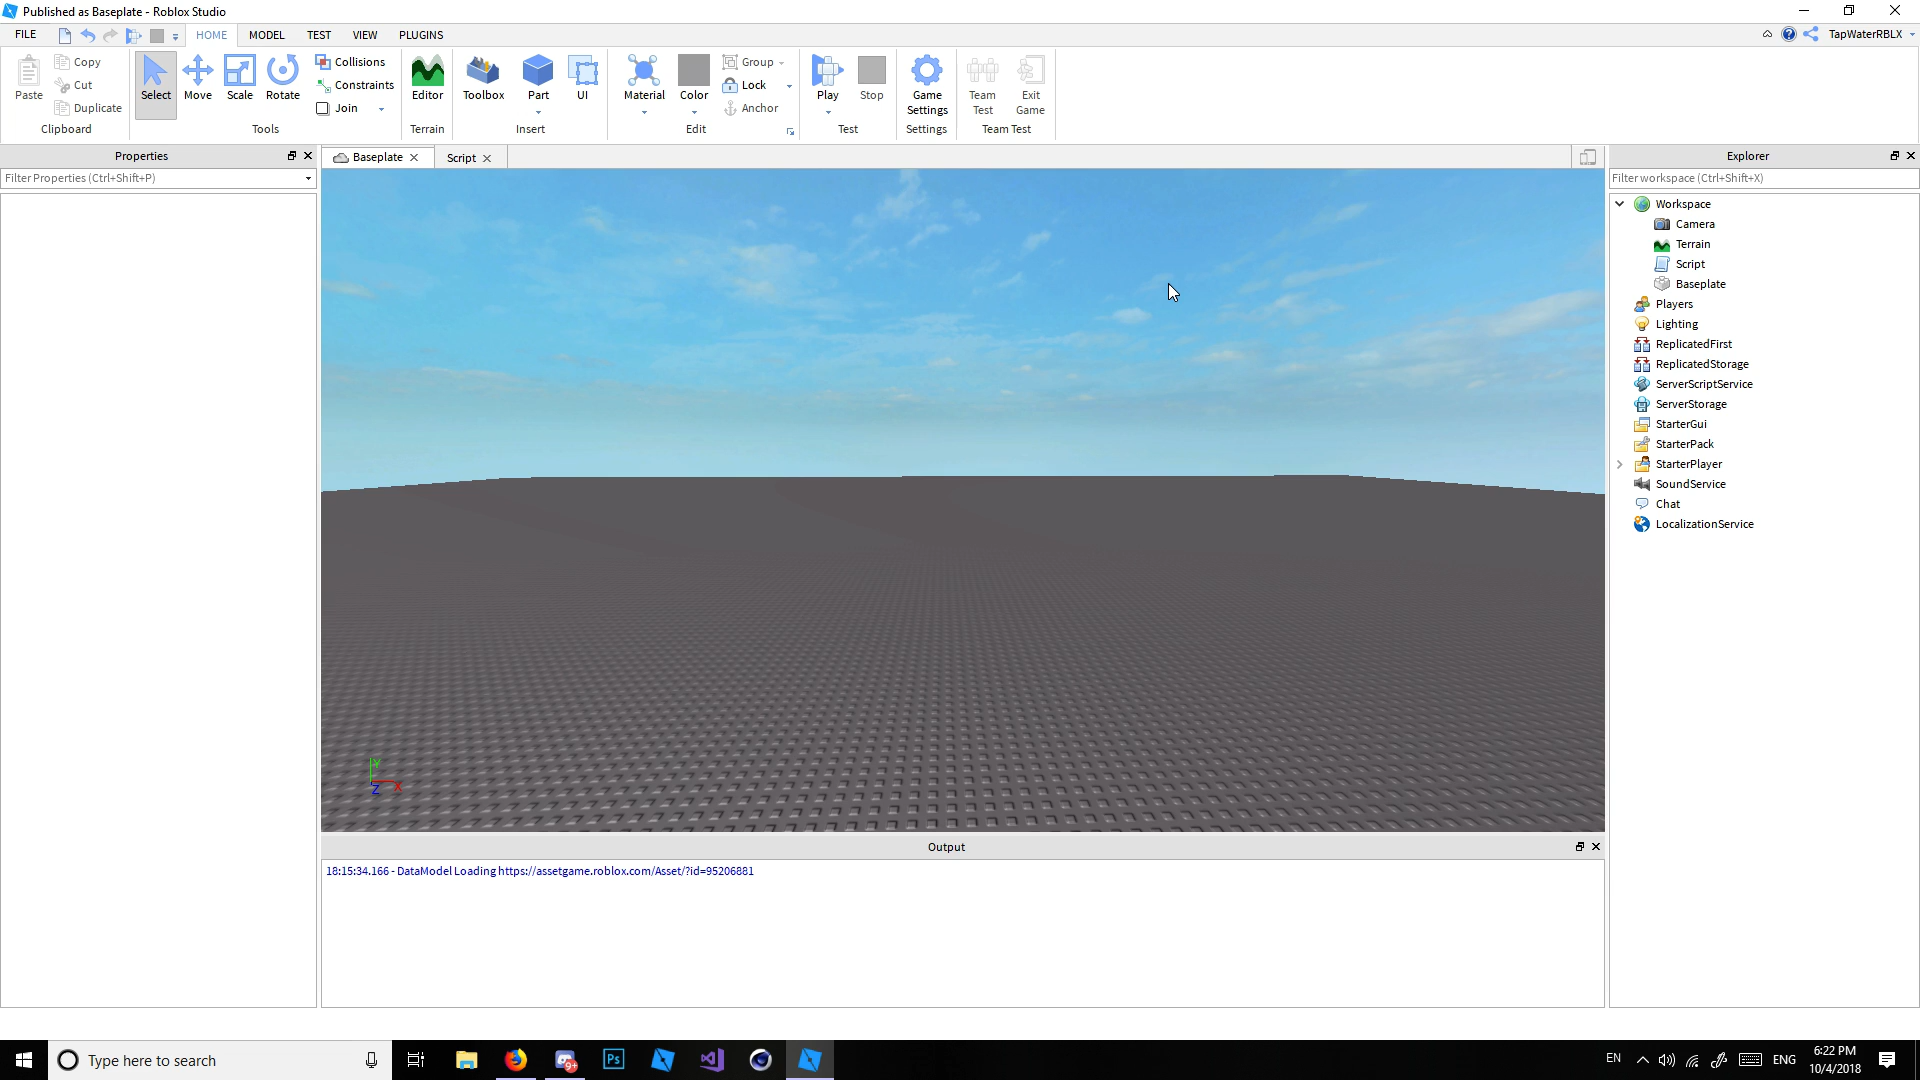 Published as Baseplate - Roblox Studio
FILE HOME MODEL TEST VIEW PLUGINS TapWaterRBLX
Paste Copy Cut Duplicate
Clipboard
Select Move Scale Rotate Collisions Constraints Join
Tools
Editor
Terrain
Toolbox Part UI
Insert
Material Color Group Lock Anchor
Edit
Play Stop
Test
Game Settings
Settings
Team Test Exit Game
Team Test
Properties
Filter Properties (Ctrl+Shift+P)
Baseplate Script
Y
Z X
Output
18:15:34.166 - DataModel Loading https://assetgame.roblox.com/Asset/?id=95206881
Explorer
Filter workspace (Ctrl+Shift+X)
Workspace
Camera
Terrain
Script
Baseplate
Players
Lighting
ReplicatedFirst
ReplicatedStorage
ServerScriptService
ServerStorage
StarterGui
StarterPack
StarterPlayer
SoundService
Chat
LocalizationService
Type here to search
9+
Ps
EN
ENG
6:22 PM
10/4/2018